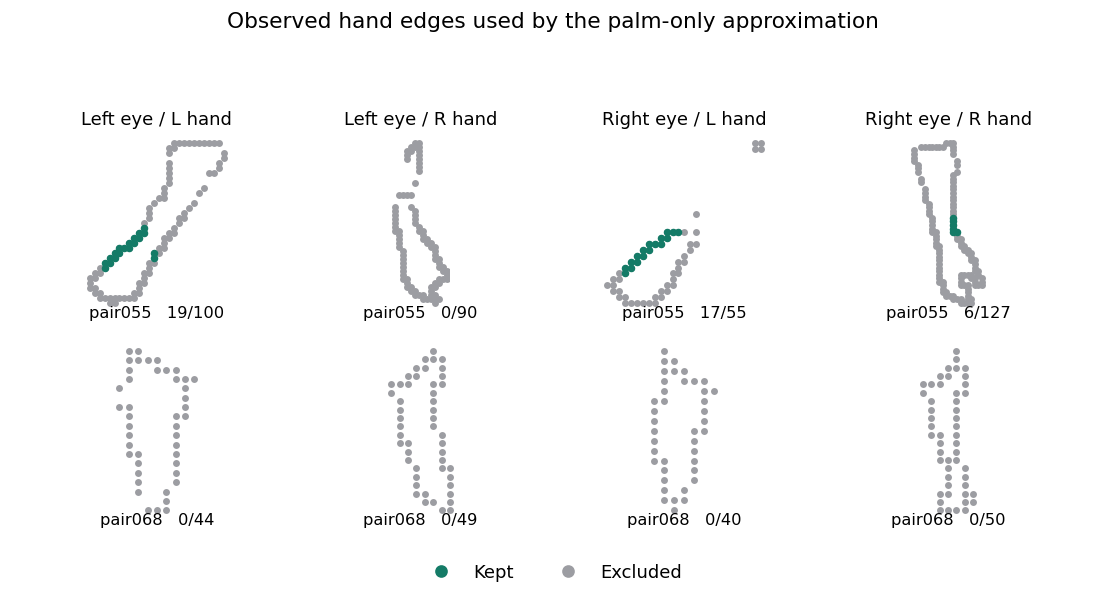 Observed hand edges used by the palm-only approximation
Left eye / L hand
Left eye / R hand
Right eye / L hand
Right eye / R hand
pair055 19/100
pair055 0/90
pair055 17/55
pair055 6/127
pair068 0/44
pair068 0/49
pair068 0/40
pair068 0/50
Kept
Excluded